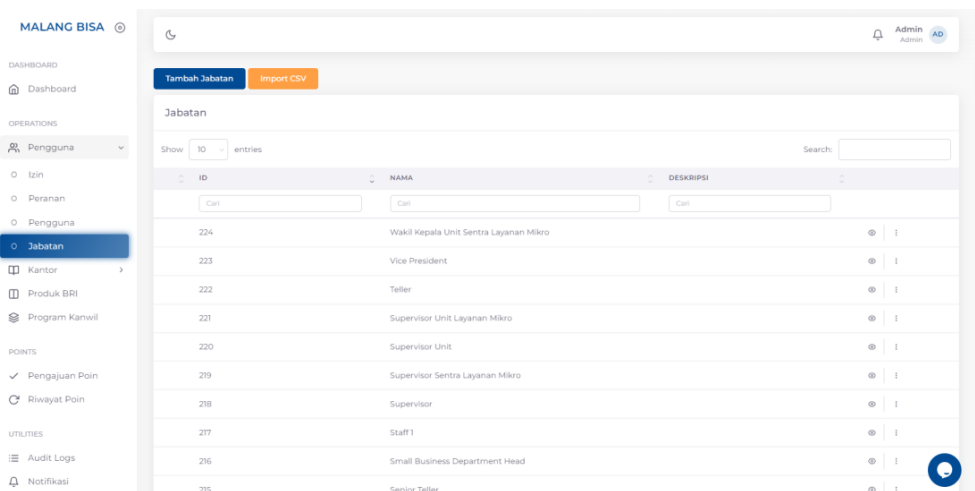 MALANG BISA
DASHBOARD
Dashboard
OPERATIONS
Pengguna
Izin
Peranan
Pengguna
Jabatan
Kantor
Produk BRI
Program Kanwil
POINTS
Pengajuan Poin
Riwayat Poin
UTILITIES
Audit Logs
Notifikasi
Admin
Admin
AD
Tambah Jabatan Import CSV
Jabatan
Show 10 entries Search:
ID NAMA DESKRIPSI
Cari Cari Cari
224 Wakil Kepala Unit Sentra Layanan Mikro
223 Vice President
222 Teller
221 Supervisor Unit Layanan Mikro
220 Supervisor Unit
219 Supervisor Sentra Layanan Mikro
218 Supervisor
217 Staff 1
216 Small Business Department Head
215 Senior Teller